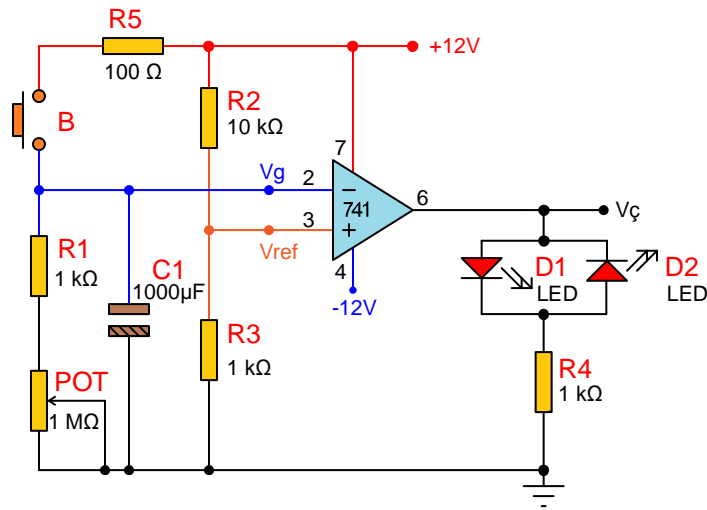 R5
100 Ω
+12V
B
R2
10 kΩ
7
Vg
2
−
741
6
Vç
3
+
Vref
4
-12V
R1
1 kΩ
C1
1000µF
D1
LED
D2
LED
R3
1 kΩ
R4
1 kΩ
POT
1 MΩ